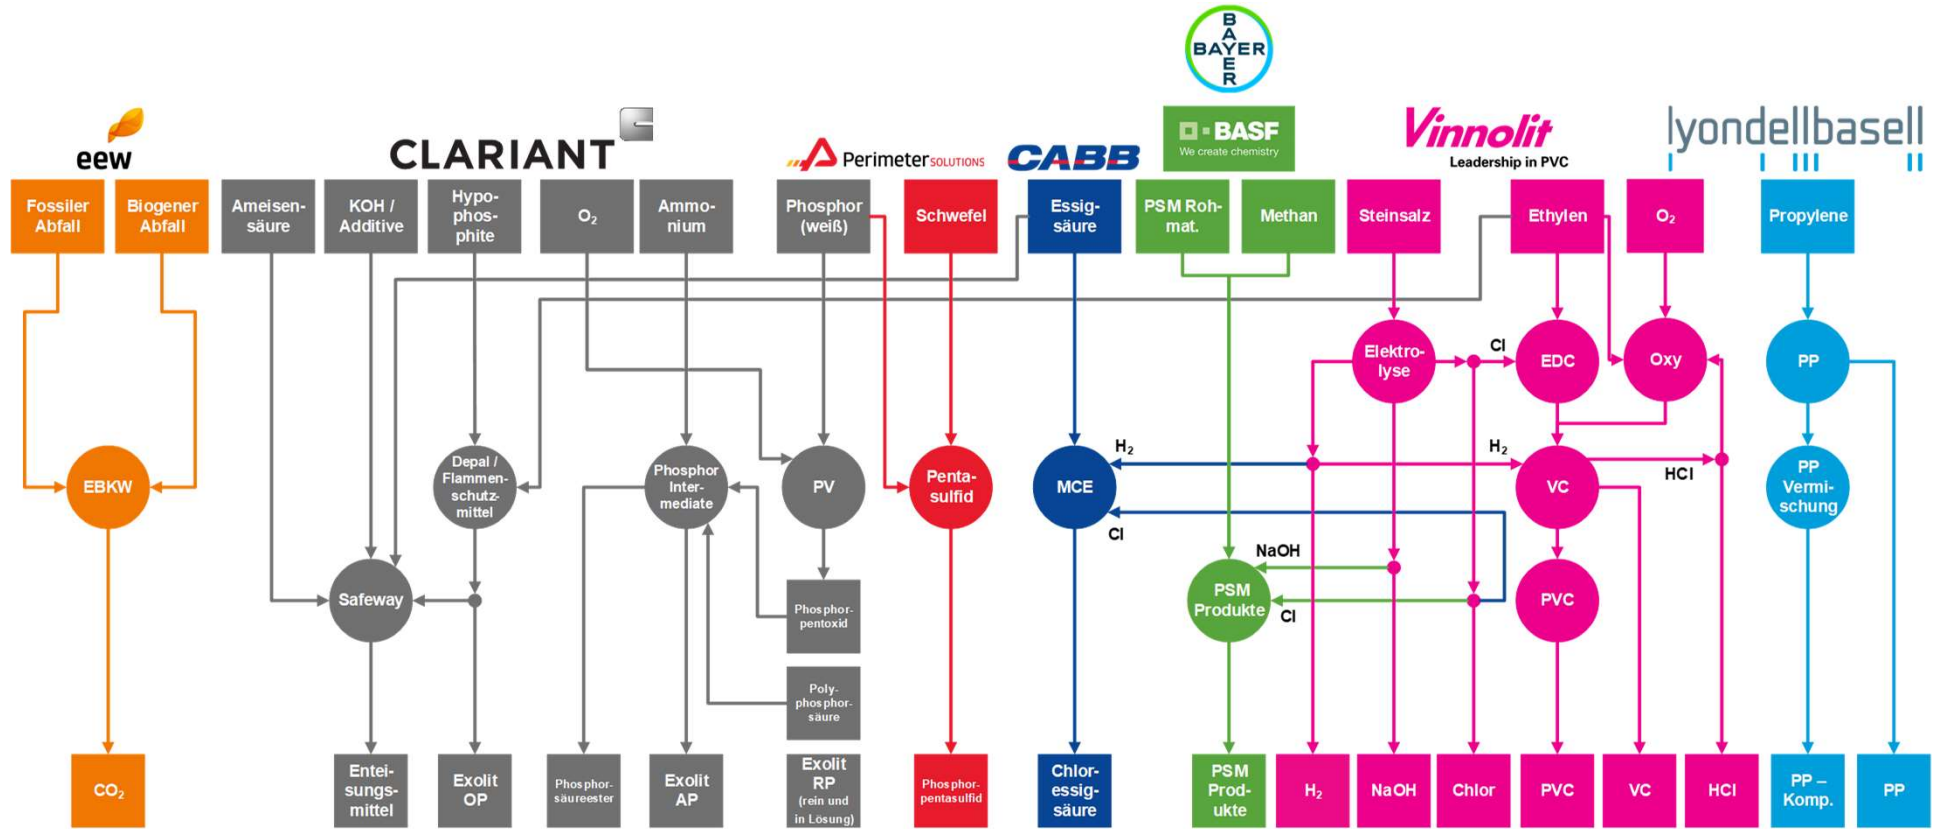 BAYER
BAYER
eew
CLARIANT
Perimeter SOLUTIONS
CABB
BASF
We create chemistry
Vinnolit
Leadership in PVC
lyondellbasell
Fossiler
Abfall
Biogener
Abfall
Ameisen-
säure
KOH /
Additive
Hypo-
phos-
phite
O₂
Ammo-
nium
Phosphor
(weiß)
Schwefel
Essig-
säure
PSM Roh-
mat.
Methan
Steinsalz
Ethylen
O₂
Propylene
Elektro-
lyse
Cl
EDC
Oxy
PP
EBKW
Depal /
Flammen-
schutz-
mittel
Phosphor
Inter-
mediate
PV
Penta-
sulfid
MCE
H₂
Cl
H₂
VC
HCl
PP
Vermi-
schung
Safeway
Phosphor-
pentoxid
NaOH
PSM
Produkte
Cl
PVC
Poly-
phosphor-
säure
CO₂
Entei-
sungs-
mittel
Exolit
OP
Phosphor-
säureester
Exolit
AP
Exolit
RP
(rein und
in Lösung)
Phosphor-
pentasulfid
Chlor-
essig-
säure
PSM
Prod-
ukte
H₂
NaOH
Chlor
PVC
VC
HCl
PP –
Komp.
PP